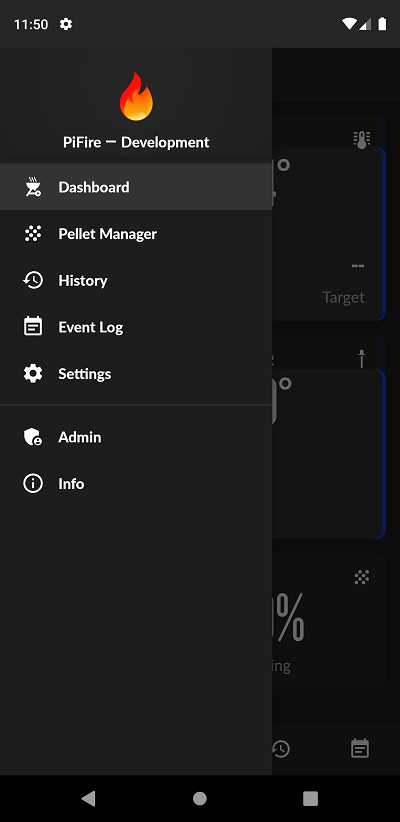 11:50
PiFire — Development
Dashboard
Pellet Manager
History
Event Log
Settings
Admin
Info
°
--
Target
°
%